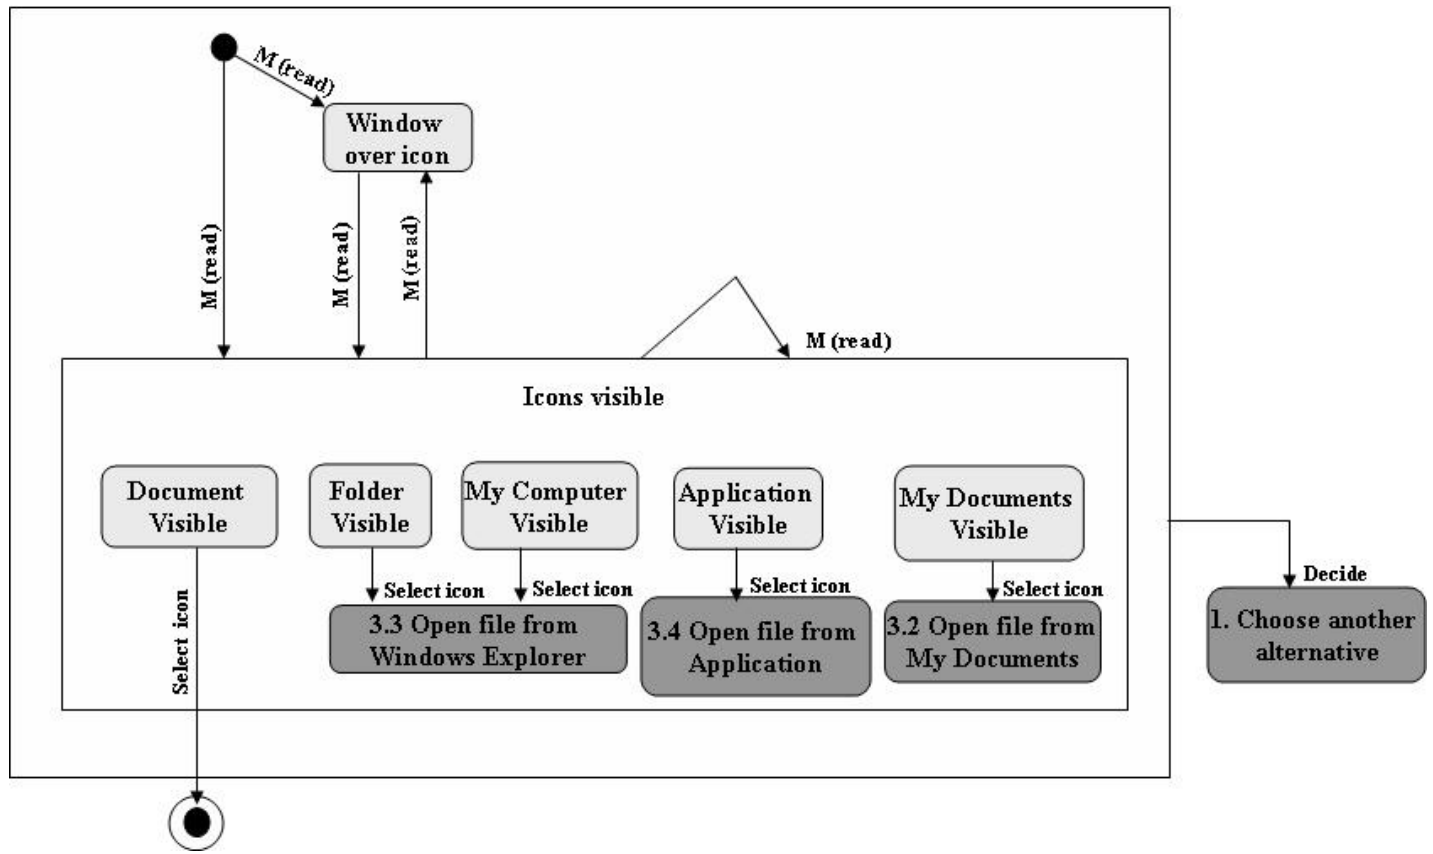 M (read)
Window
over icon
M (read)
M (read)
M (read)
M (read)
Icons visible
Document
Visible
Folder
Visible
My Computer
Visible
Application
Visible
My Documents
Visible
Select icon
Select icon
Select icon
Select icon
Select icon
3.3 Open file from
Windows Explorer
3.4 Open file from
Application
3.2 Open file from
My Documents
Decide
1. Choose another
alternative